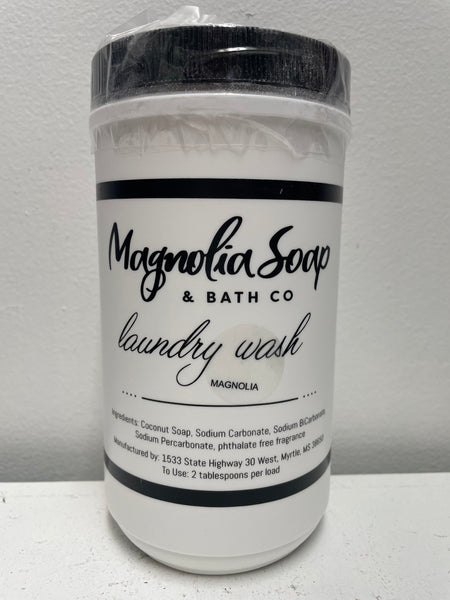 Magnolia Soap
& BATH CO
laundry wash
MAGNOLIA
Ingredients: Coconut Soap, Sodium Carbonate, Sodium BiCarbonate,
Sodium Percarbonate, phthalate free fragrance
Manufactured by: 1533 State Highway 30 West, Myrtle, MS 38650
To Use: 2 tablespoons per load